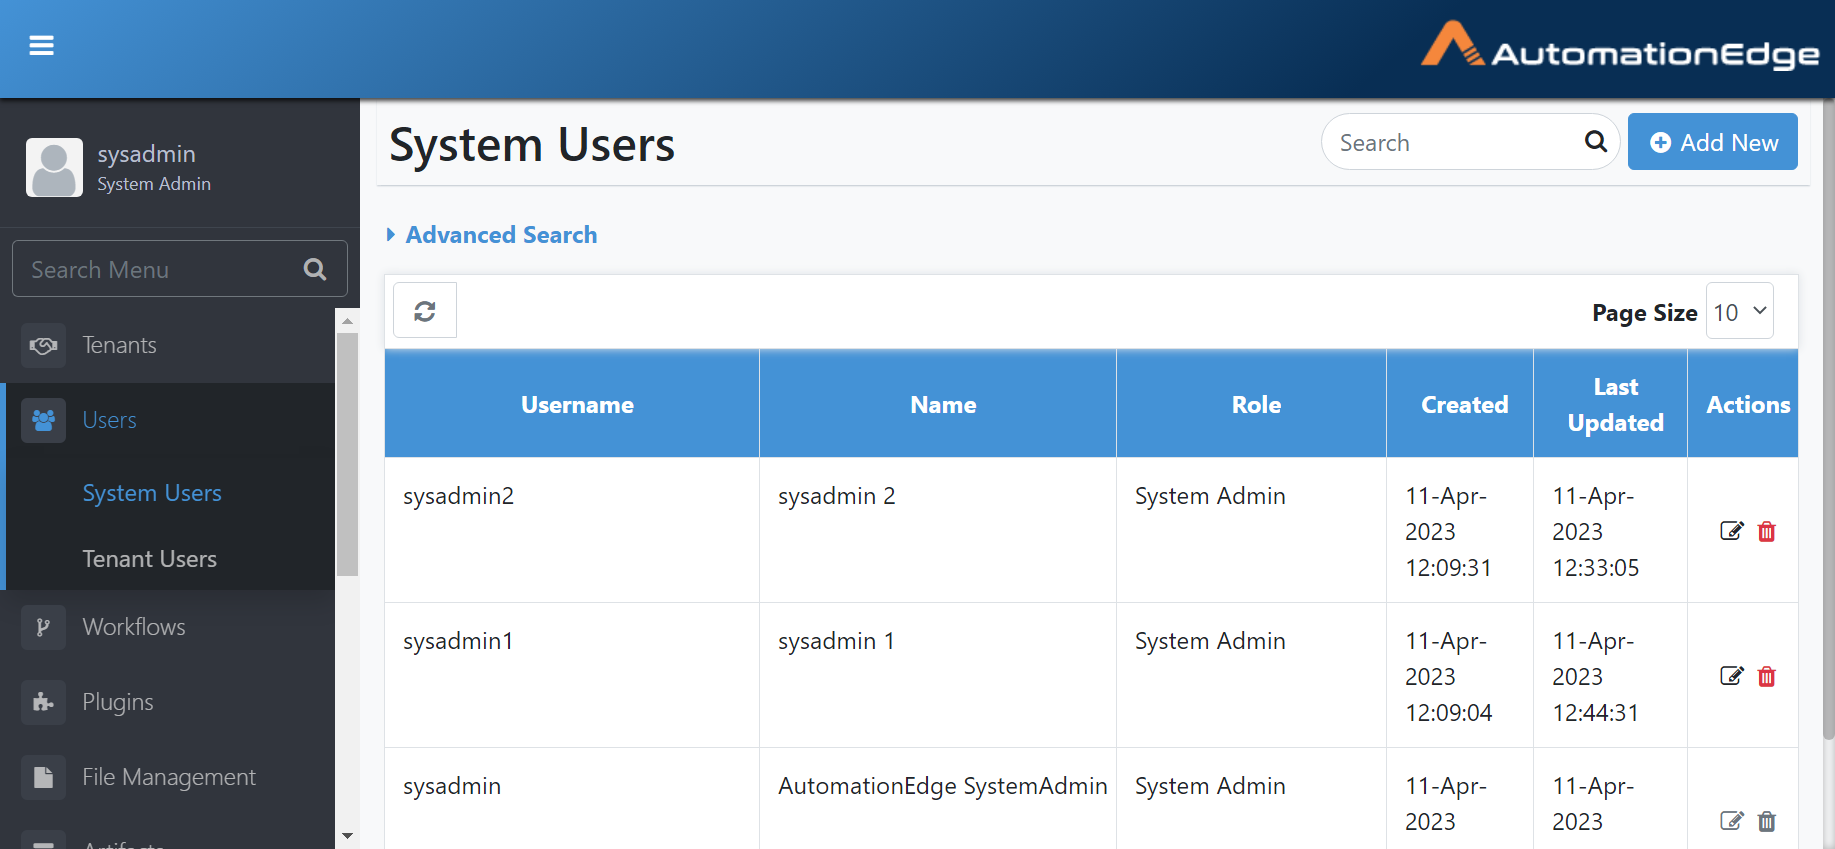 AutomationEdge
sysadmin
System Admin
Search Menu
Tenants
Users
System Users
Tenant Users
Workflows
Plugins
File Management
System Users
Search
Add New
Advanced Search
Page Size 10
Username Name Role Created Last Updated Actions
sysadmin2 sysadmin 2 System Admin 11-Apr- 11-Apr-
2023 2023
12:09:31 12:33:05
sysadmin1 sysadmin 1 System Admin 11-Apr- 11-Apr-
2023 2023
12:09:04 12:44:31
sysadmin AutomationEdge SystemAdmin System Admin 11-Apr- 11-Apr-
2023 2023